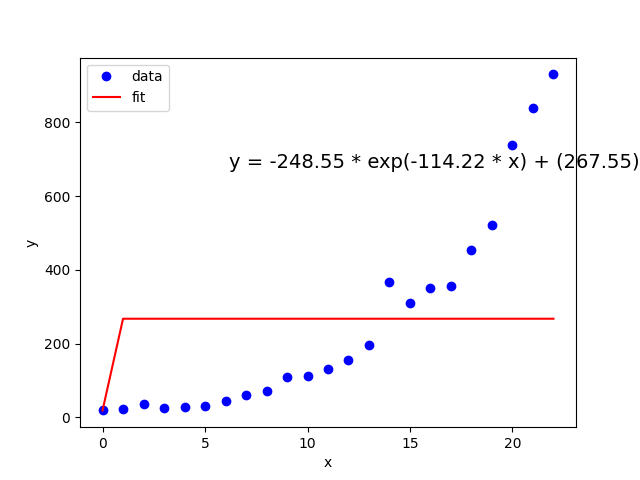 data
fit
y = -248.55 * exp(-114.22 * x) + (267.55)
y
800
600
400
200
0
0 5 10 15 20
x